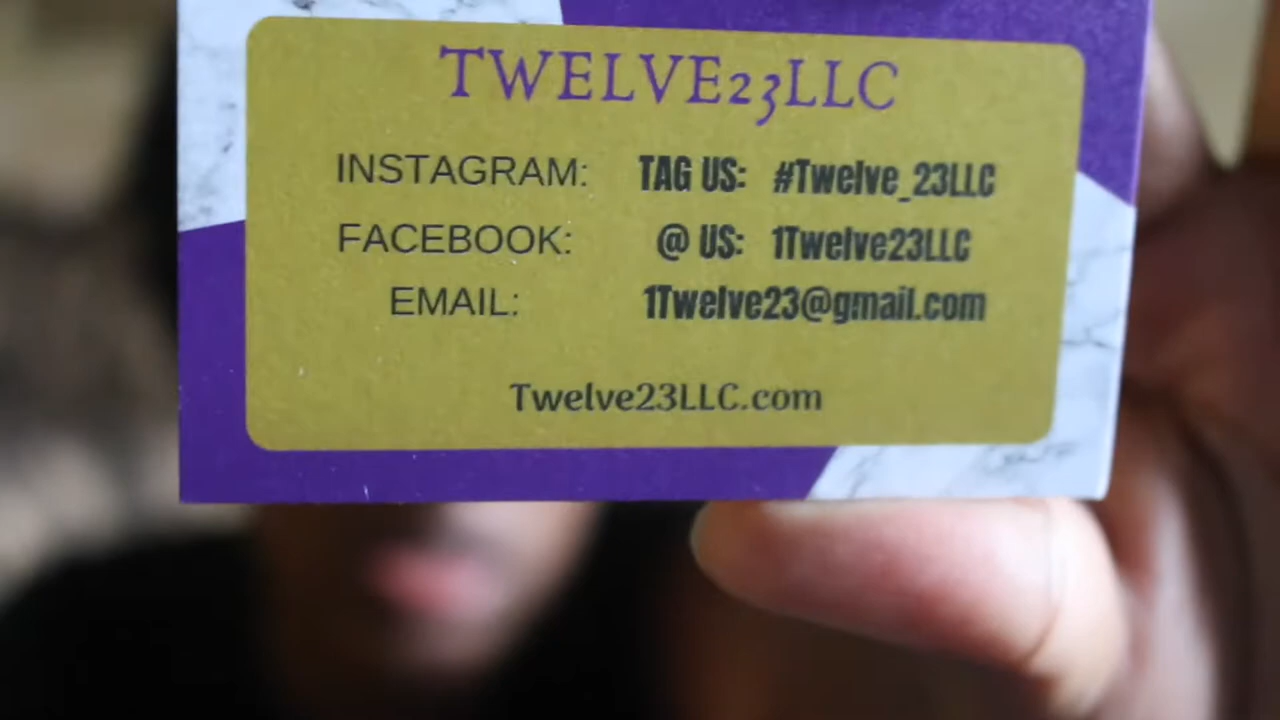 TWELVE23LLC
INSTAGRAM: TAG US: #Twelve_23LLC
FACEBOOK: @ US: 1Twelve23LLC
EMAIL: 1Twelve23@gmail.com
Twelve23LLC.com